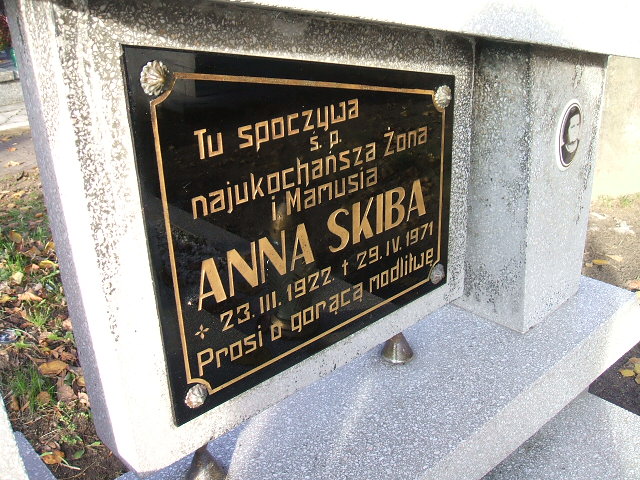 Tu spoczywa
ś. p.
najukochańsza Żona
i Mamusia
ANNA SKIBA
* 23. III. 1922. † 29. IV. 1971
Prosi o gorącą modlitwę